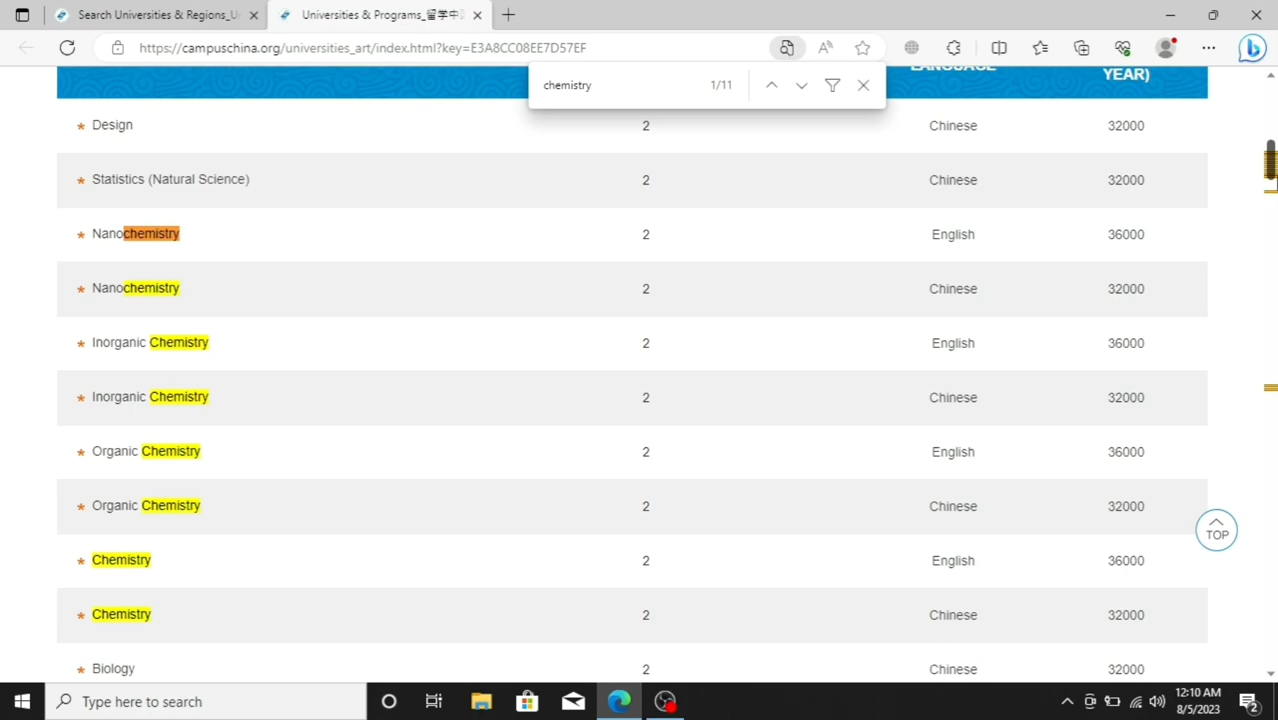 Search Universities & Regions_Ur
Universities & Programs_留学中
https://campuschina.org/universities_art/index.html?key=E3A8CC08EE7D57EF
chemistry 1/11
LANGUAGE YEAR)
* Design 2 Chinese 32000
* Statistics (Natural Science) 2 Chinese 32000
* Nanochemistry 2 English 36000
* Nanochemistry 2 Chinese 32000
* Inorganic Chemistry 2 English 36000
* Inorganic Chemistry 2 Chinese 32000
* Organic Chemistry 2 English 36000
* Organic Chemistry 2 Chinese 32000
* Chemistry 2 English 36000
* Chemistry 2 Chinese 32000
* Biology 2 Chinese 32000
TOP
Type here to search
12:10 AM
8/5/2023
2